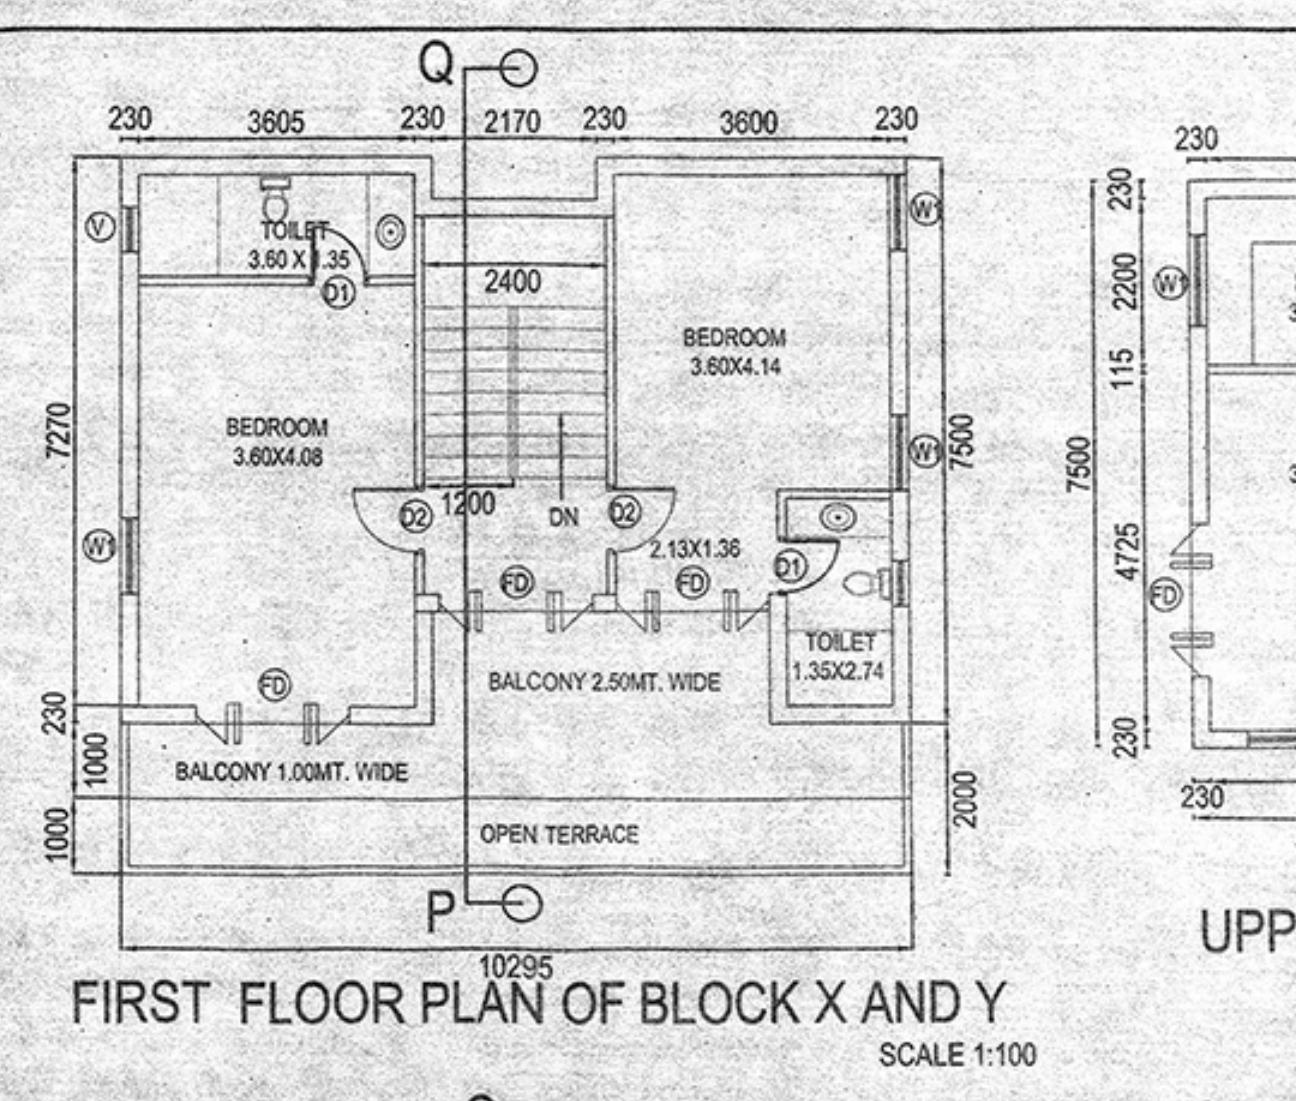 Q
230 3605 230 2170 230 3600 230
230
V
TOILET
3.60 X 1.35
D1
W1
230
2400
2200
W1
BEDROOM
3.60X4.14
115
BEDROOM
3.60X4.08
7270
W1
7500
7500
1200
D2
DN
D2
W1
2.13X1.36
D1
4725
FD
FD
FD
TOILET
1.35X2.74
BALCONY 2.50MT. WIDE
FD
230
230
1000
BALCONY 1.00MT. WIDE
2000
230
1000
OPEN TERRACE
P
10295
UPP
FIRST FLOOR PLAN OF BLOCK X AND Y
SCALE 1:100